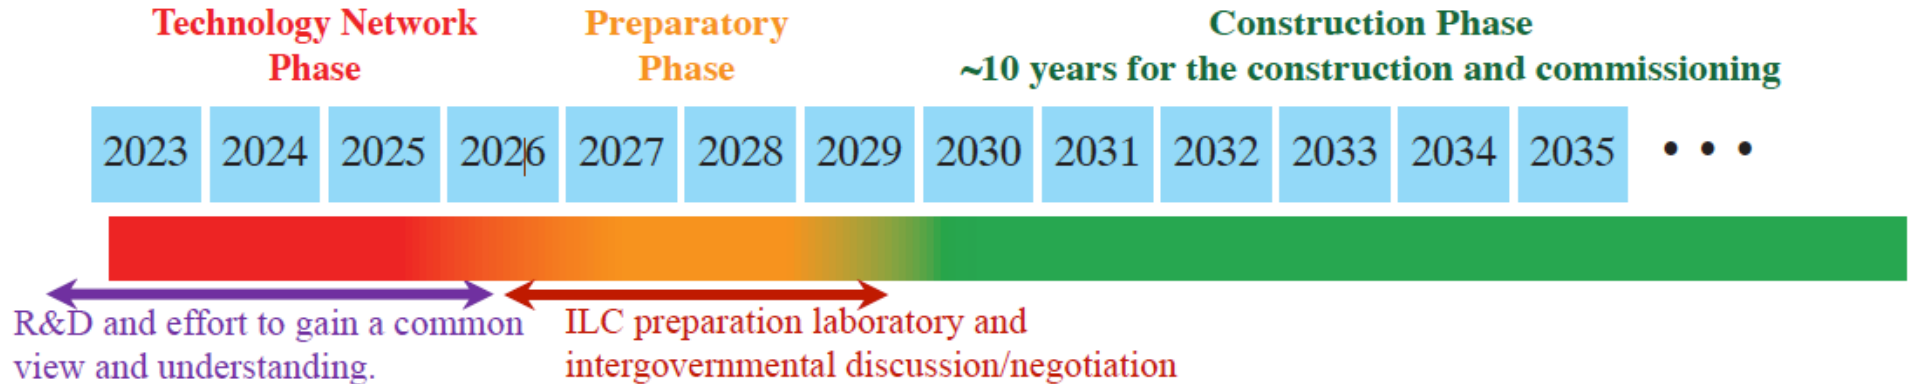 Technology Network
Phase
Preparatory
Phase
Construction Phase
~10 years for the construction and commissioning
2023 2024 2025 2026 2027 2028 2029 2030 2031 2032 2033 2034 2035 • • •
R&D and effort to gain a common
view and understanding.
ILC preparation laboratory and
intergovernmental discussion/negotiation